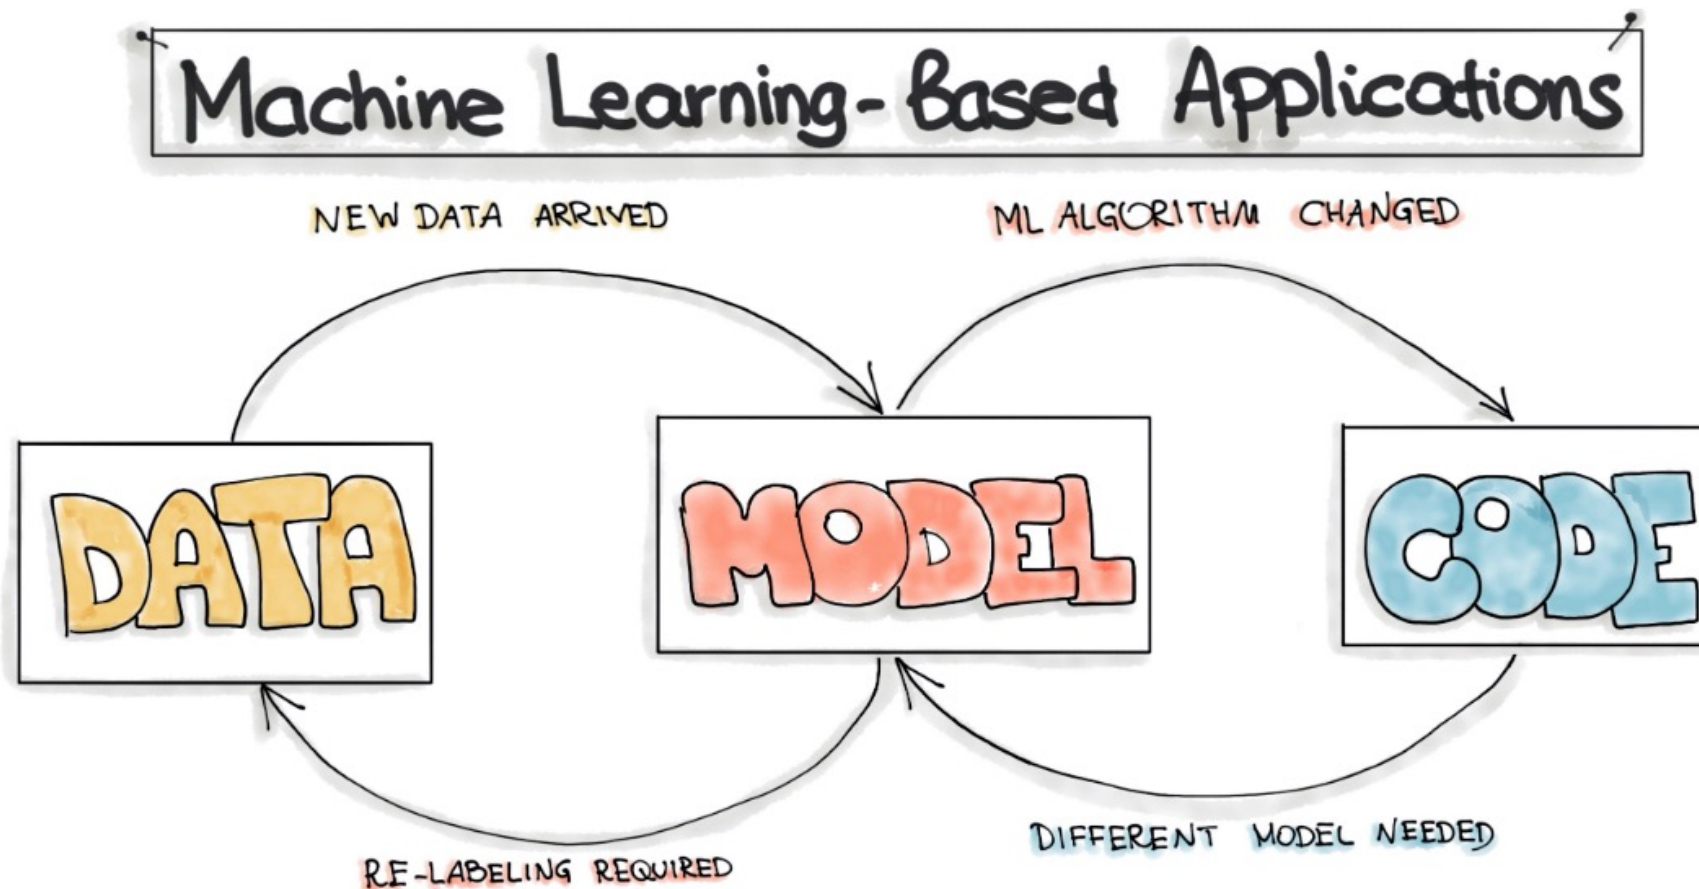 Machine Learning-Based Applications
NEW DATA ARRIVED
ML ALGORITHM CHANGED
DATA
MODEL
CODE
DIFFERENT MODEL NEEDED
RE-LABELING REQUIRED